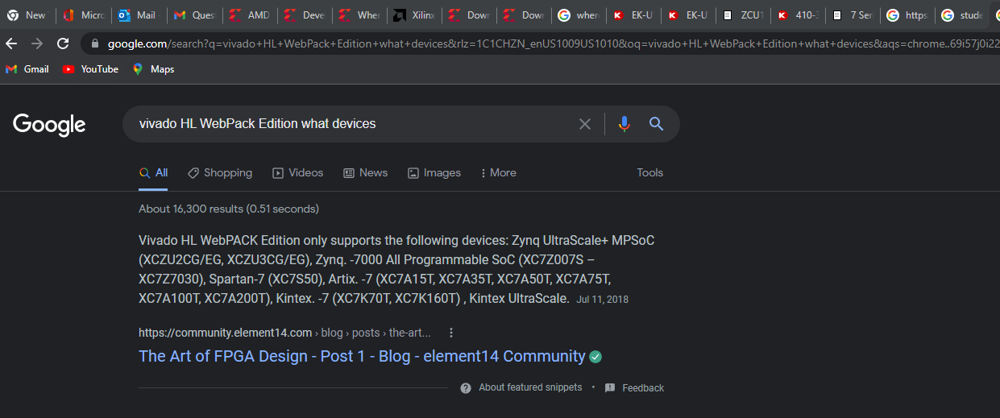 New
Micro
Mail -
Ques
AMD
Deve
Wher
Xilinx
Down
Down
where
EK-U
EK-U
ZCU1
410-3
7 Seri
https
stude
google.com/search?q=vivado+HL+WebPack+Edition+what+devices&rlz=1C1CHZN_enUS1009US1010&oq=vivado+HL+WebPack+Edition+what+devices&aqs=chrome..69i57j0i22
Gmail
YouTube
Maps
Google
vivado HL WebPack Edition what devices
All
Shopping
Videos
News
Images
More
Tools
About 16,300 results (0.51 seconds)
Vivado HL WebPACK Edition only supports the following devices: Zynq UltraScale+ MPSoC
(XCZU2CG/EG, XCZU3CG/EG), Zynq. -7000 All Programmable SoC (XC7Z007S –
XC7Z7030), Spartan-7 (XC7S50), Artix. -7 (XC7A15T, XC7A35T, XC7A50T, XC7A75T,
XC7A100T, XC7A200T), Kintex. -7 (XC7K70T, XC7K160T) , Kintex UltraScale. Jul 11, 2018
https://community.element14.com › blog › posts › the-art...
The Art of FPGA Design - Post 1 - Blog - element14 Community
About featured snippets • Feedback